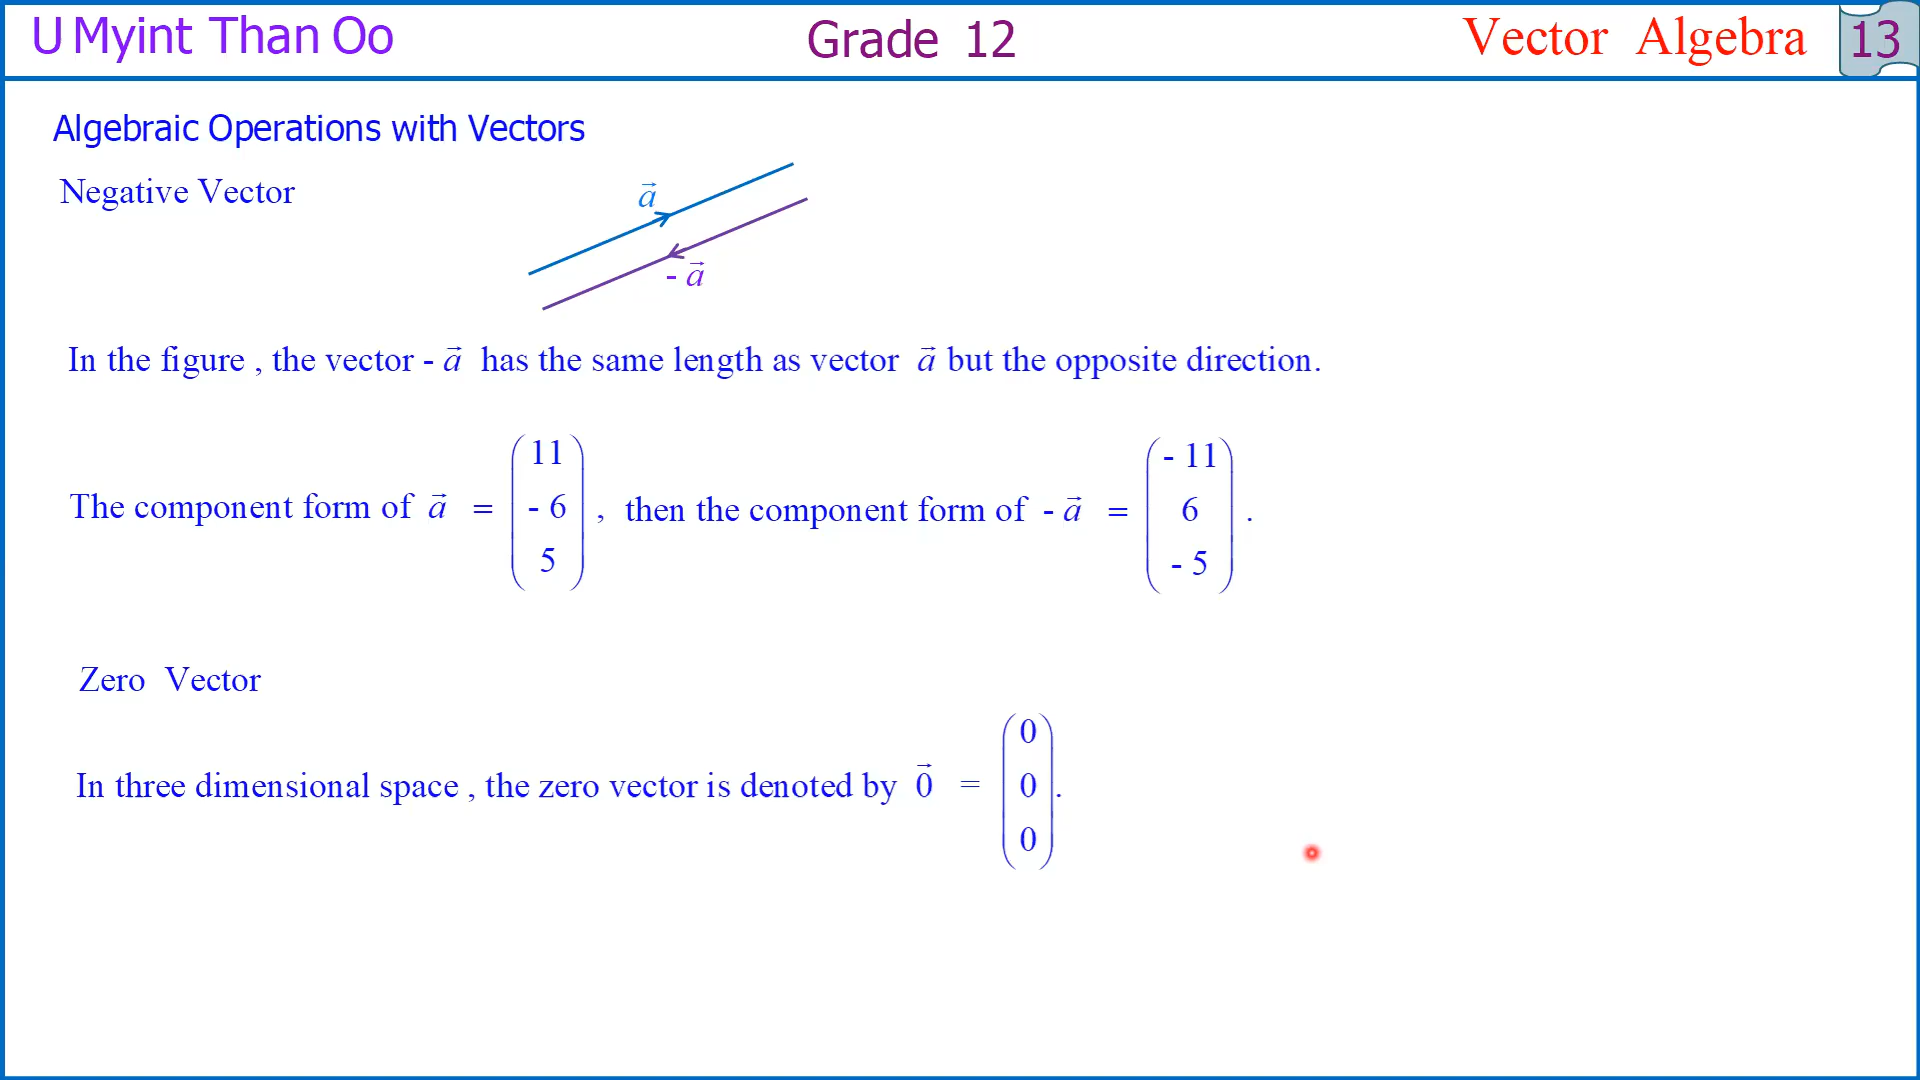 U Myint Than Oo Grade 12 Vector Algebra 13
Algebraic Operations with Vectors
Negative Vector
a⃗
- a⃗
In the figure , the vector - a⃗ has the same length as vector a⃗ but the opposite direction.
The component form of a⃗ = (11, - 6, 5) , then the component form of - a⃗ = (- 11, 6, - 5) .
Zero Vector
In three dimensional space , the zero vector is denoted by 0⃗ = (0, 0, 0) .